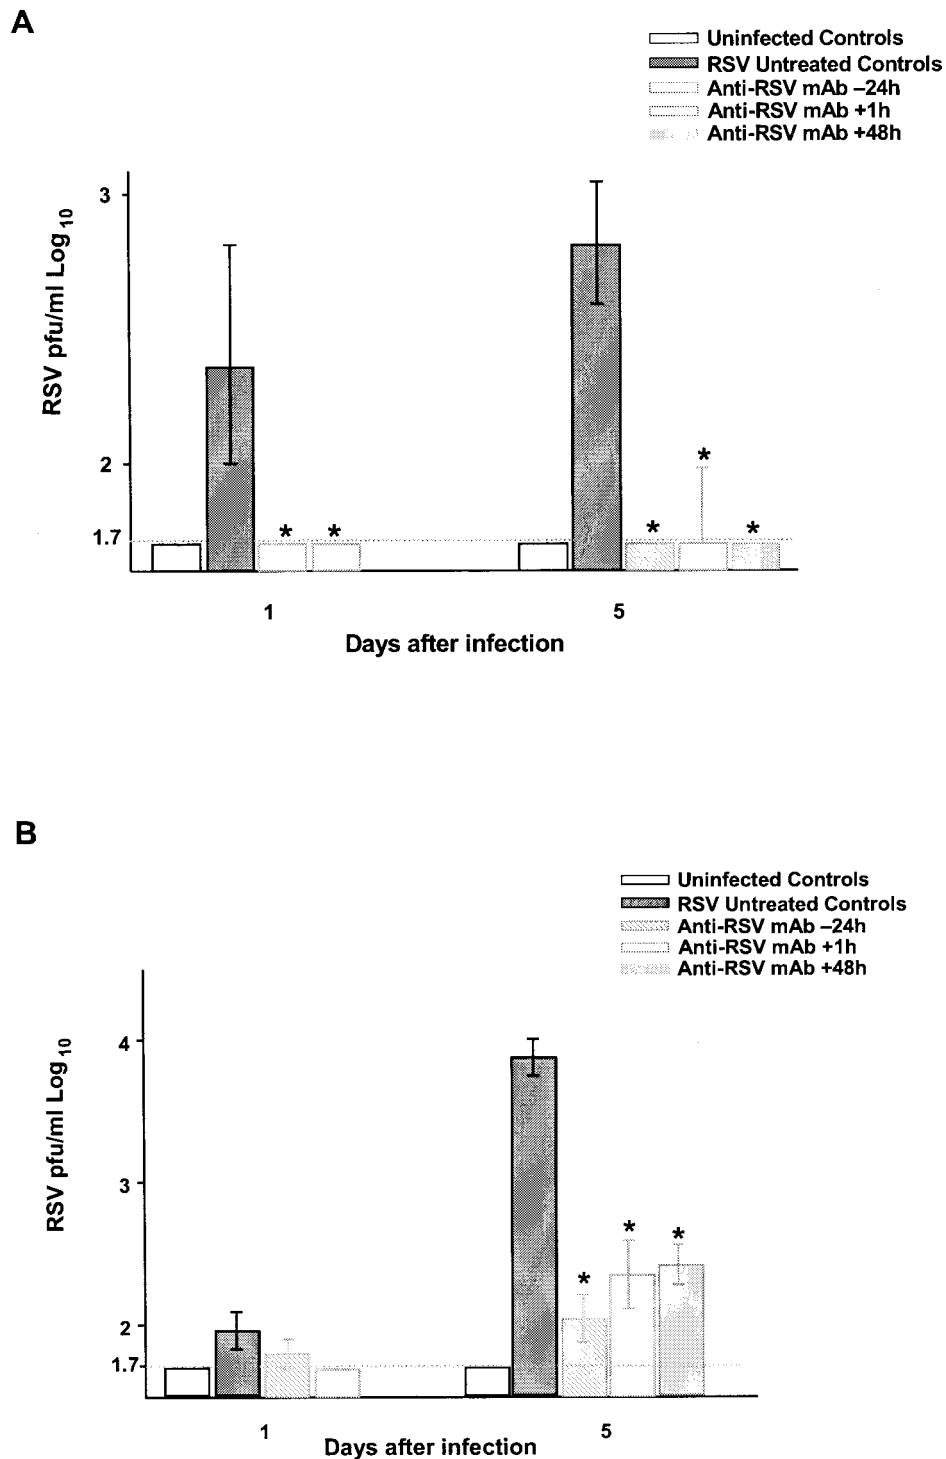 A
Uninfected Controls
RSV Untreated Controls
Anti-RSV mAb –24h
Anti-RSV mAb +1h
Anti-RSV mAb +48h
RSV pfu/ml Log10
3
2
1.7
* * * * *
1 5
Days after infection
B
Uninfected Controls
RSV Untreated Controls
Anti-RSV mAb –24h
Anti-RSV mAb +1h
Anti-RSV mAb +48h
RSV pfu/ml Log10
4
3
2
1.7
* * *
1 5
Days after infection